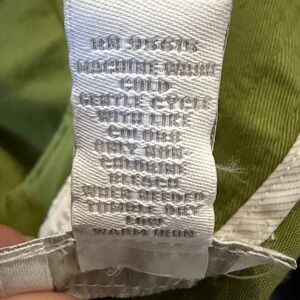 MACHINE WASH
COLD
GENTLE CYCLE
WITH LIKE
COLORS
ONLY NON-
CHLORINE
BLEACH
WHEN NEEDED
TUMBLE DRY
LOW
WARM IRON